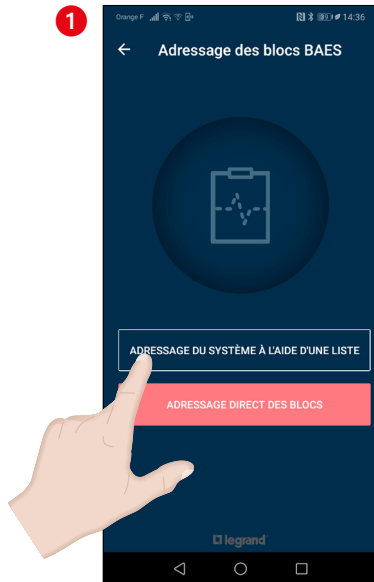 1
Orange F 14:36
Adressage des blocs BAES
ADRESSAGE DU SYSTÈME À L'AIDE D'UNE LISTE
ADRESSAGE DIRECT DES BLOCS
legrand